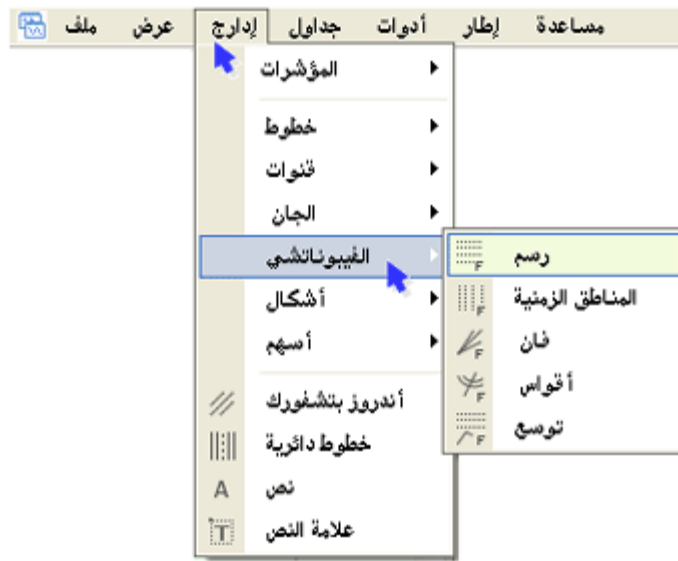 ملف عرض إدارج جداول أدوات إطار مساعدة
المؤشرات
خطوط
قنوات
الجان
الفيبوناتشي
أشكال
أسهم
أندروز بتشفورك
خطوط دائرية
A نص
T علامة النص
F رسم
F المناطق الزمنية
F فان
F أقواس
F توسع